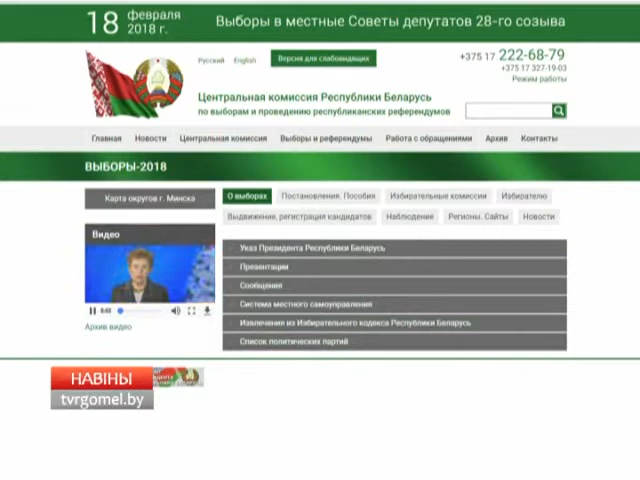 18 февраля 2018 г.
Выборы в местные Советы депутатов 28-го созыва
Русский English Версия для слабовидящих
+375 17 222-68-79
+375 17 327-19-03
Режим работы
Центральная комиссия Республики Беларусь
по выборам и проведению республиканских референдумов
Главная Новости Центральная комиссия Выборы и референдумы Работа с обращениями Архив Контакты
ВЫБОРЫ-2018
Карта округов г. Минска
О выборах Постановления. Пособия Избирательные комиссии Избирателю
Выдвижение, регистрация кандидатов Наблюдение Регионы. Сайты Новости
Видео
0:03
Архив видео
Указ Президента Республики Беларусь
Презентации
Сообщения
Система местного самоуправления
Извлечения из Избирательного кодекса Республики Беларусь
Список политических партий
НАВІНЫ
tvrgomel.by